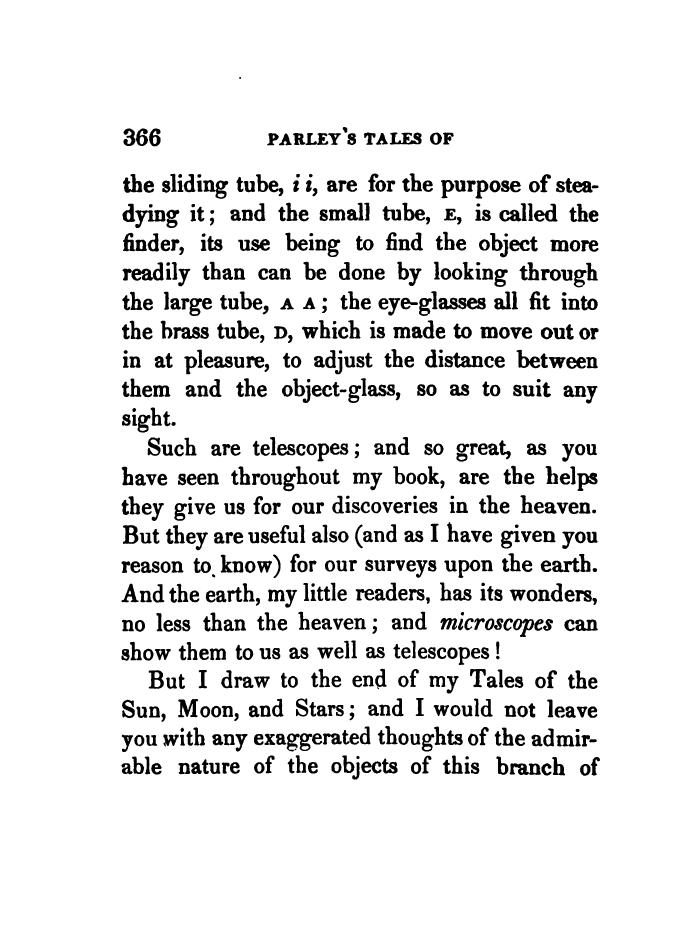 366 PARLEY'S TALES OF
the sliding tube, i i, are for the purpose of stea-
dying it; and the small tube, E, is called the
finder, its use being to find the object more
readily than can be done by looking through
the large tube, A A; the eye-glasses all fit into
the brass tube, D, which is made to move out or
in at pleasure, to adjust the distance between
them and the object-glass, so as to suit any
sight.
Such are telescopes; and so great, as you
have seen throughout my book, are the helps
they give us for our discoveries in the heaven.
But they are useful also (and as I have given you
reason to know) for our surveys upon the earth.
And the earth, my little readers, has its wonders,
no less than the heaven; and microscopes can
show them to us as well as telescopes!
But I draw to the end of my Tales of the
Sun, Moon, and Stars; and I would not leave
you with any exaggerated thoughts of the admir-
able nature of the objects of this branch of